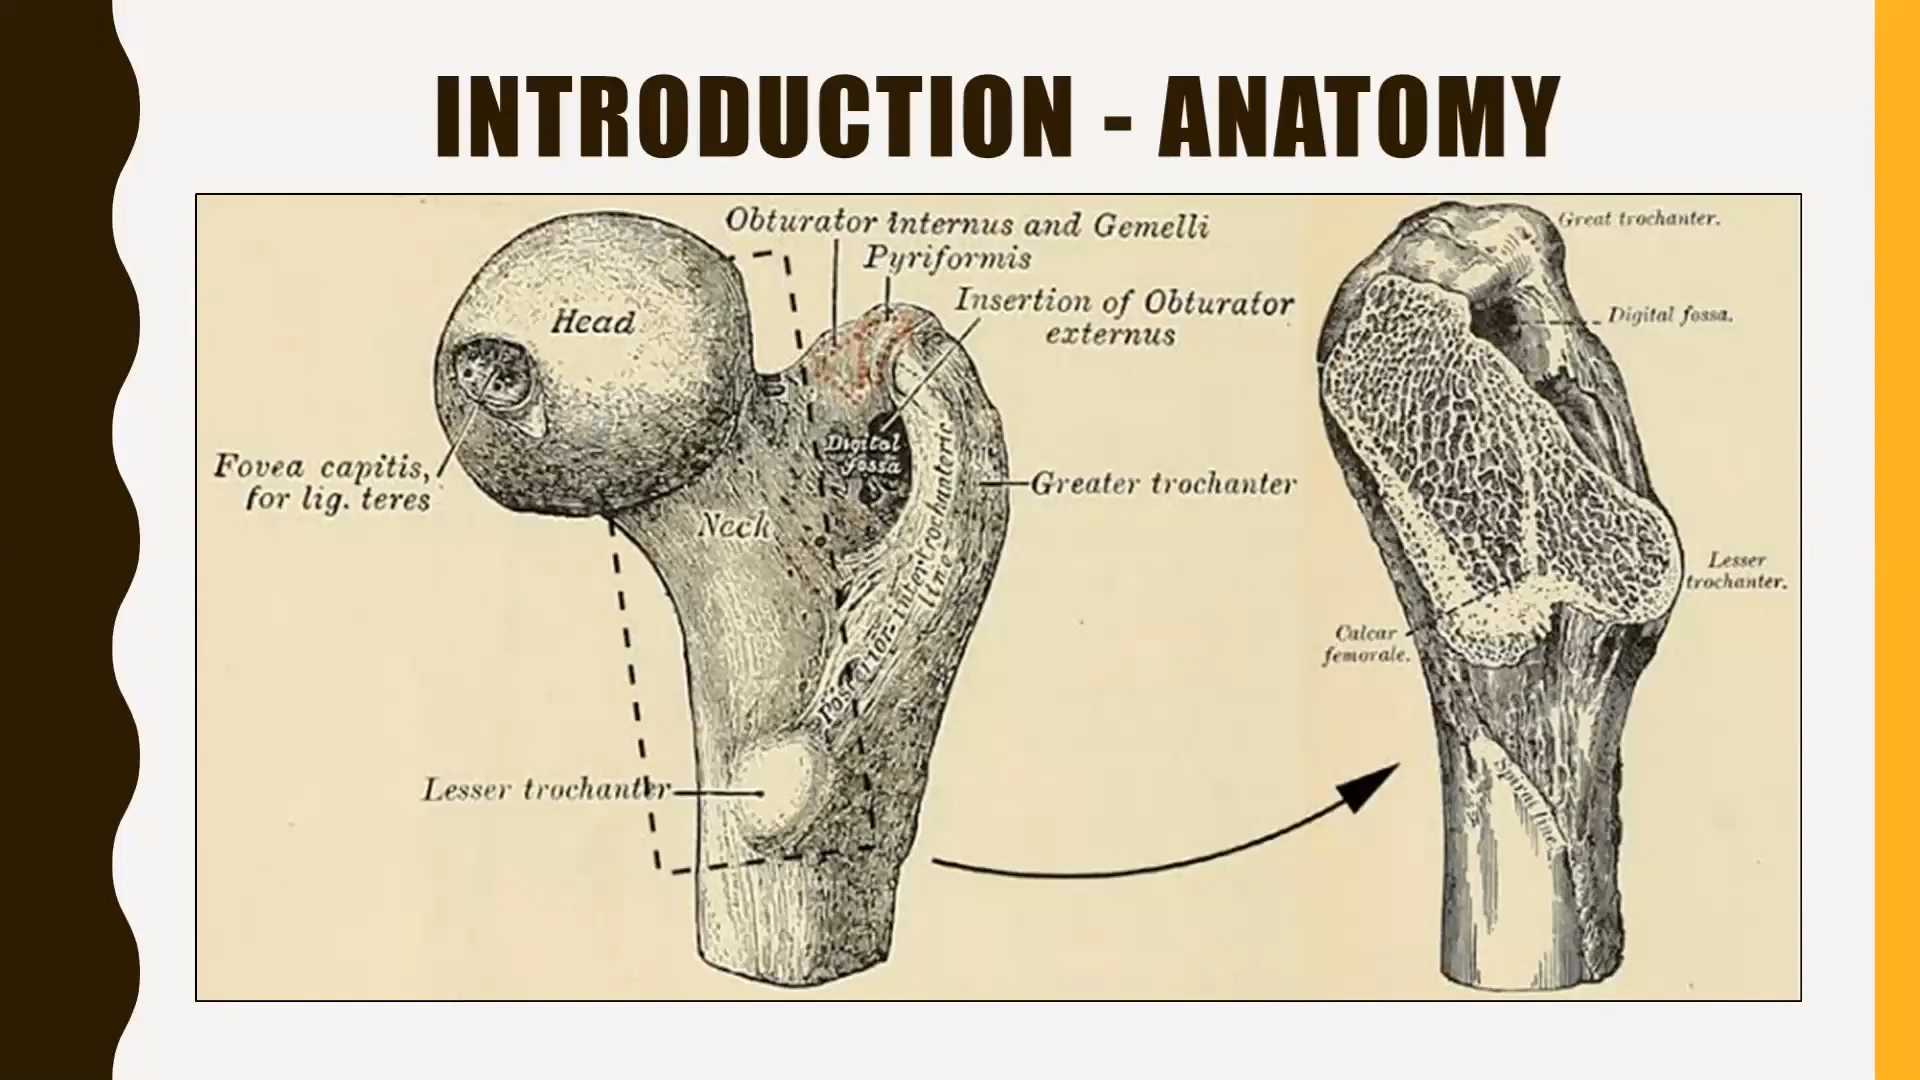 INTRODUCTION - ANATOMY
Obturator internus and Gemelli
Pyriformis
Insertion of Obturator
externus
Head
Digital
fossa
Fovea capitis,
for lig. teres
Neck
Greater trochanter
Posterior intertrochanteric
line
Lesser trochanter
Great trochanter.
Digital fossa.
Lesser
trochanter.
Calcar
femorale.
Spiral line